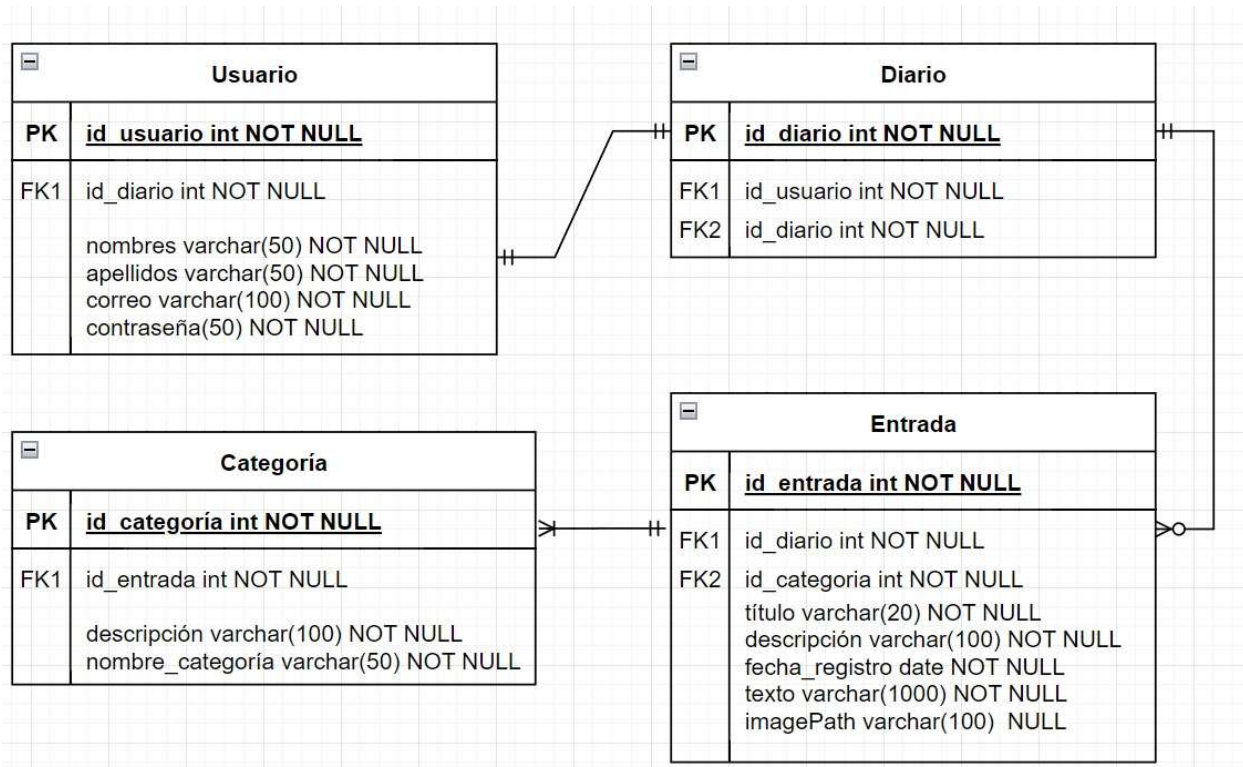 Usuario
PK id_usuario int NOT NULL
FK1 id_diario int NOT NULL
nombres varchar(50) NOT NULL
apellidos varchar(50) NOT NULL
correo varchar(100) NOT NULL
contraseña(50) NOT NULL
Diario
PK id_diario int NOT NULL
FK1 id_usuario int NOT NULL
FK2 id_diario int NOT NULL
Categoría
PK id_categoría int NOT NULL
FK1 id_entrada int NOT NULL
descripción varchar(100) NOT NULL
nombre_categoría varchar(50) NOT NULL
Entrada
PK id_entrada int NOT NULL
FK1 id_diario int NOT NULL
FK2 id_categoria int NOT NULL
título varchar(20) NOT NULL
descripción varchar(100) NOT NULL
fecha_registro date NOT NULL
texto varchar(1000) NOT NULL
imagePath varchar(100) NULL